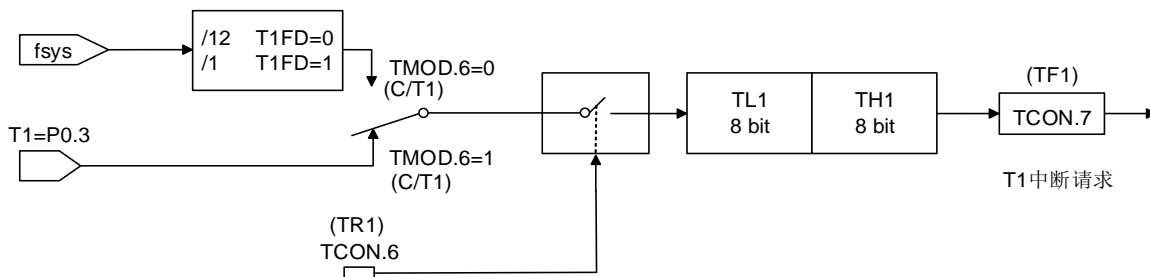 fsys
/12 T1FD=0
/1 T1FD=1
TMOD.6=0
(C/T1)
T1=P0.3
TMOD.6=1
(C/T1)
TL1
8 bit
TH1
8 bit
(TF1)
TCON.7
T1中断请求
(TR1)
TCON.6